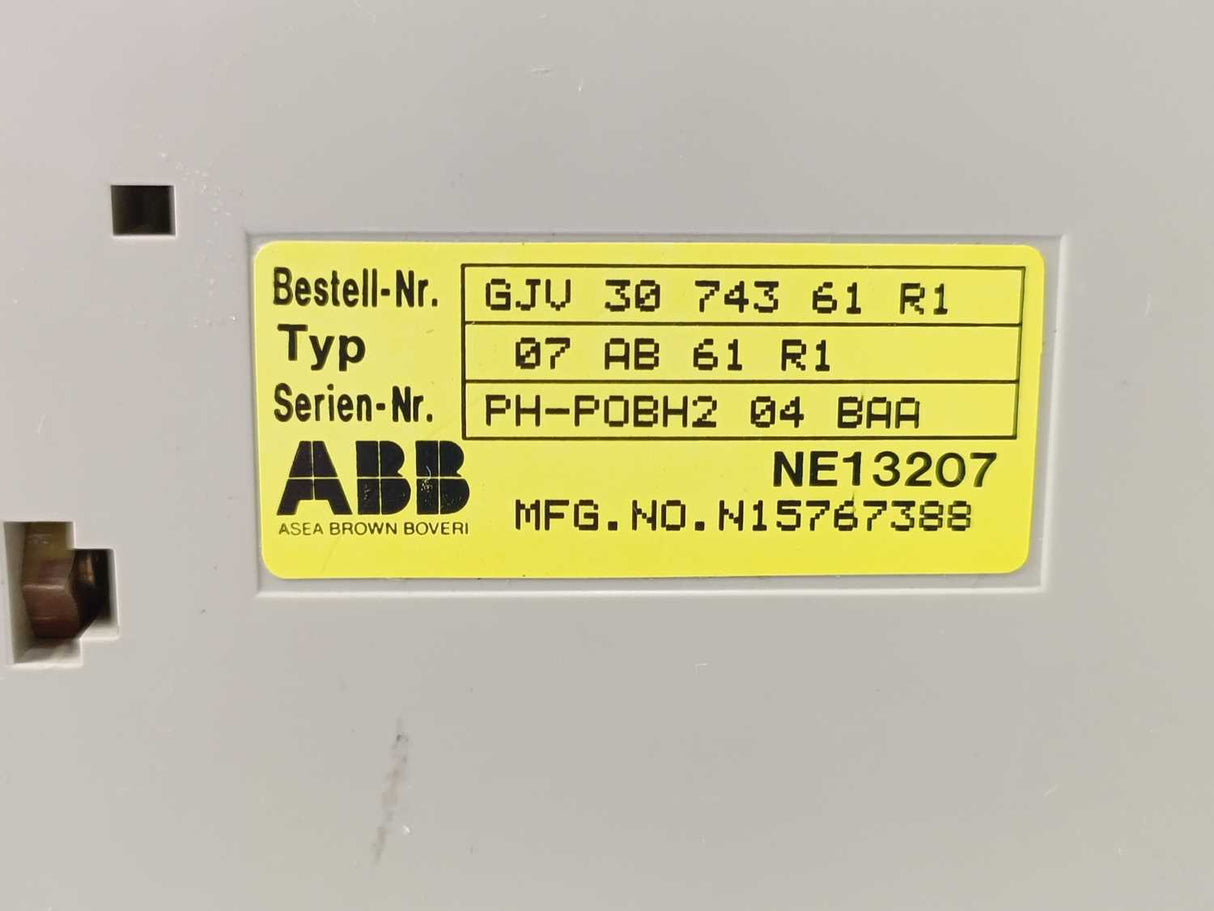 Bestell-Nr. GJV 30 743 61 R1
Typ 07 AB 61 R1
Serien-Nr. PH-POBH2 04 BAA
ABB NE13207
ASEA BROWN BOVERI MFG.NO.N15767388